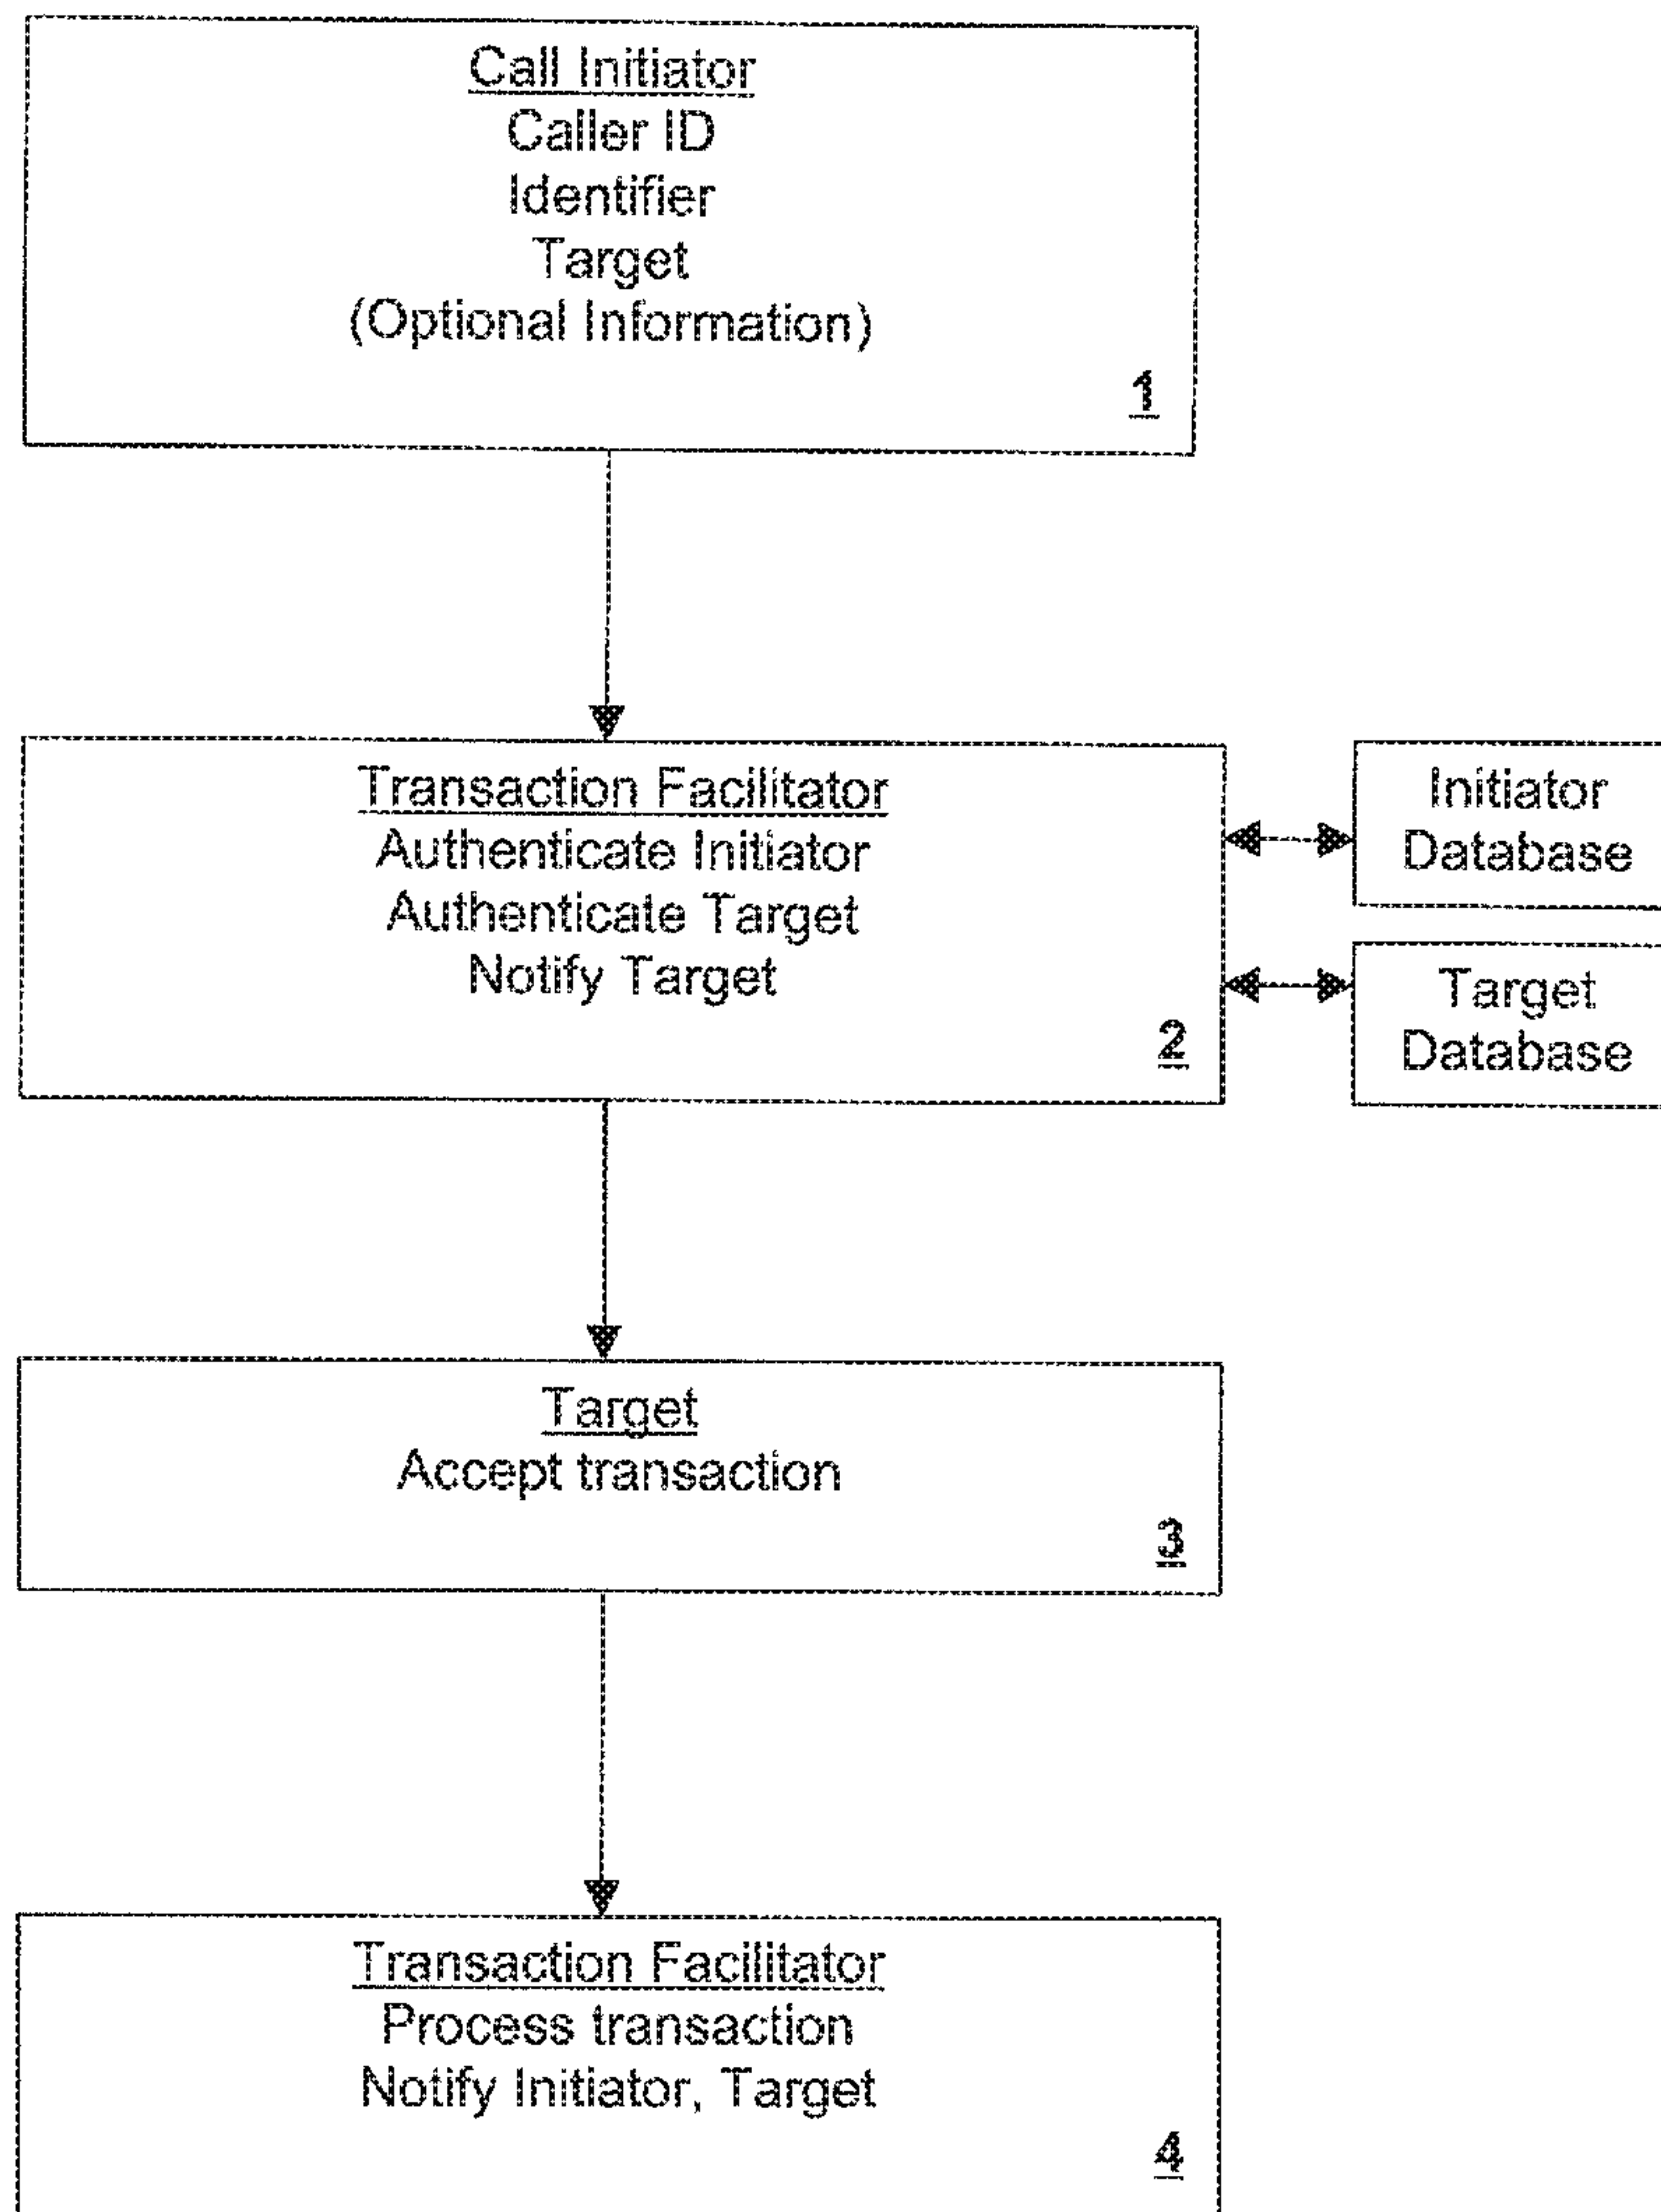 Call Initiator
Caller ID
Identifier
Target
(Optional Information)
1
Transaction Facilitator
Authenticate Initiator
Authenticate Target
Notify Target
2
Initiator
Database
Target
Database
Target
Accept transaction
3
Transaction Facilitator
Process transaction
Notify Initiator, Target
4